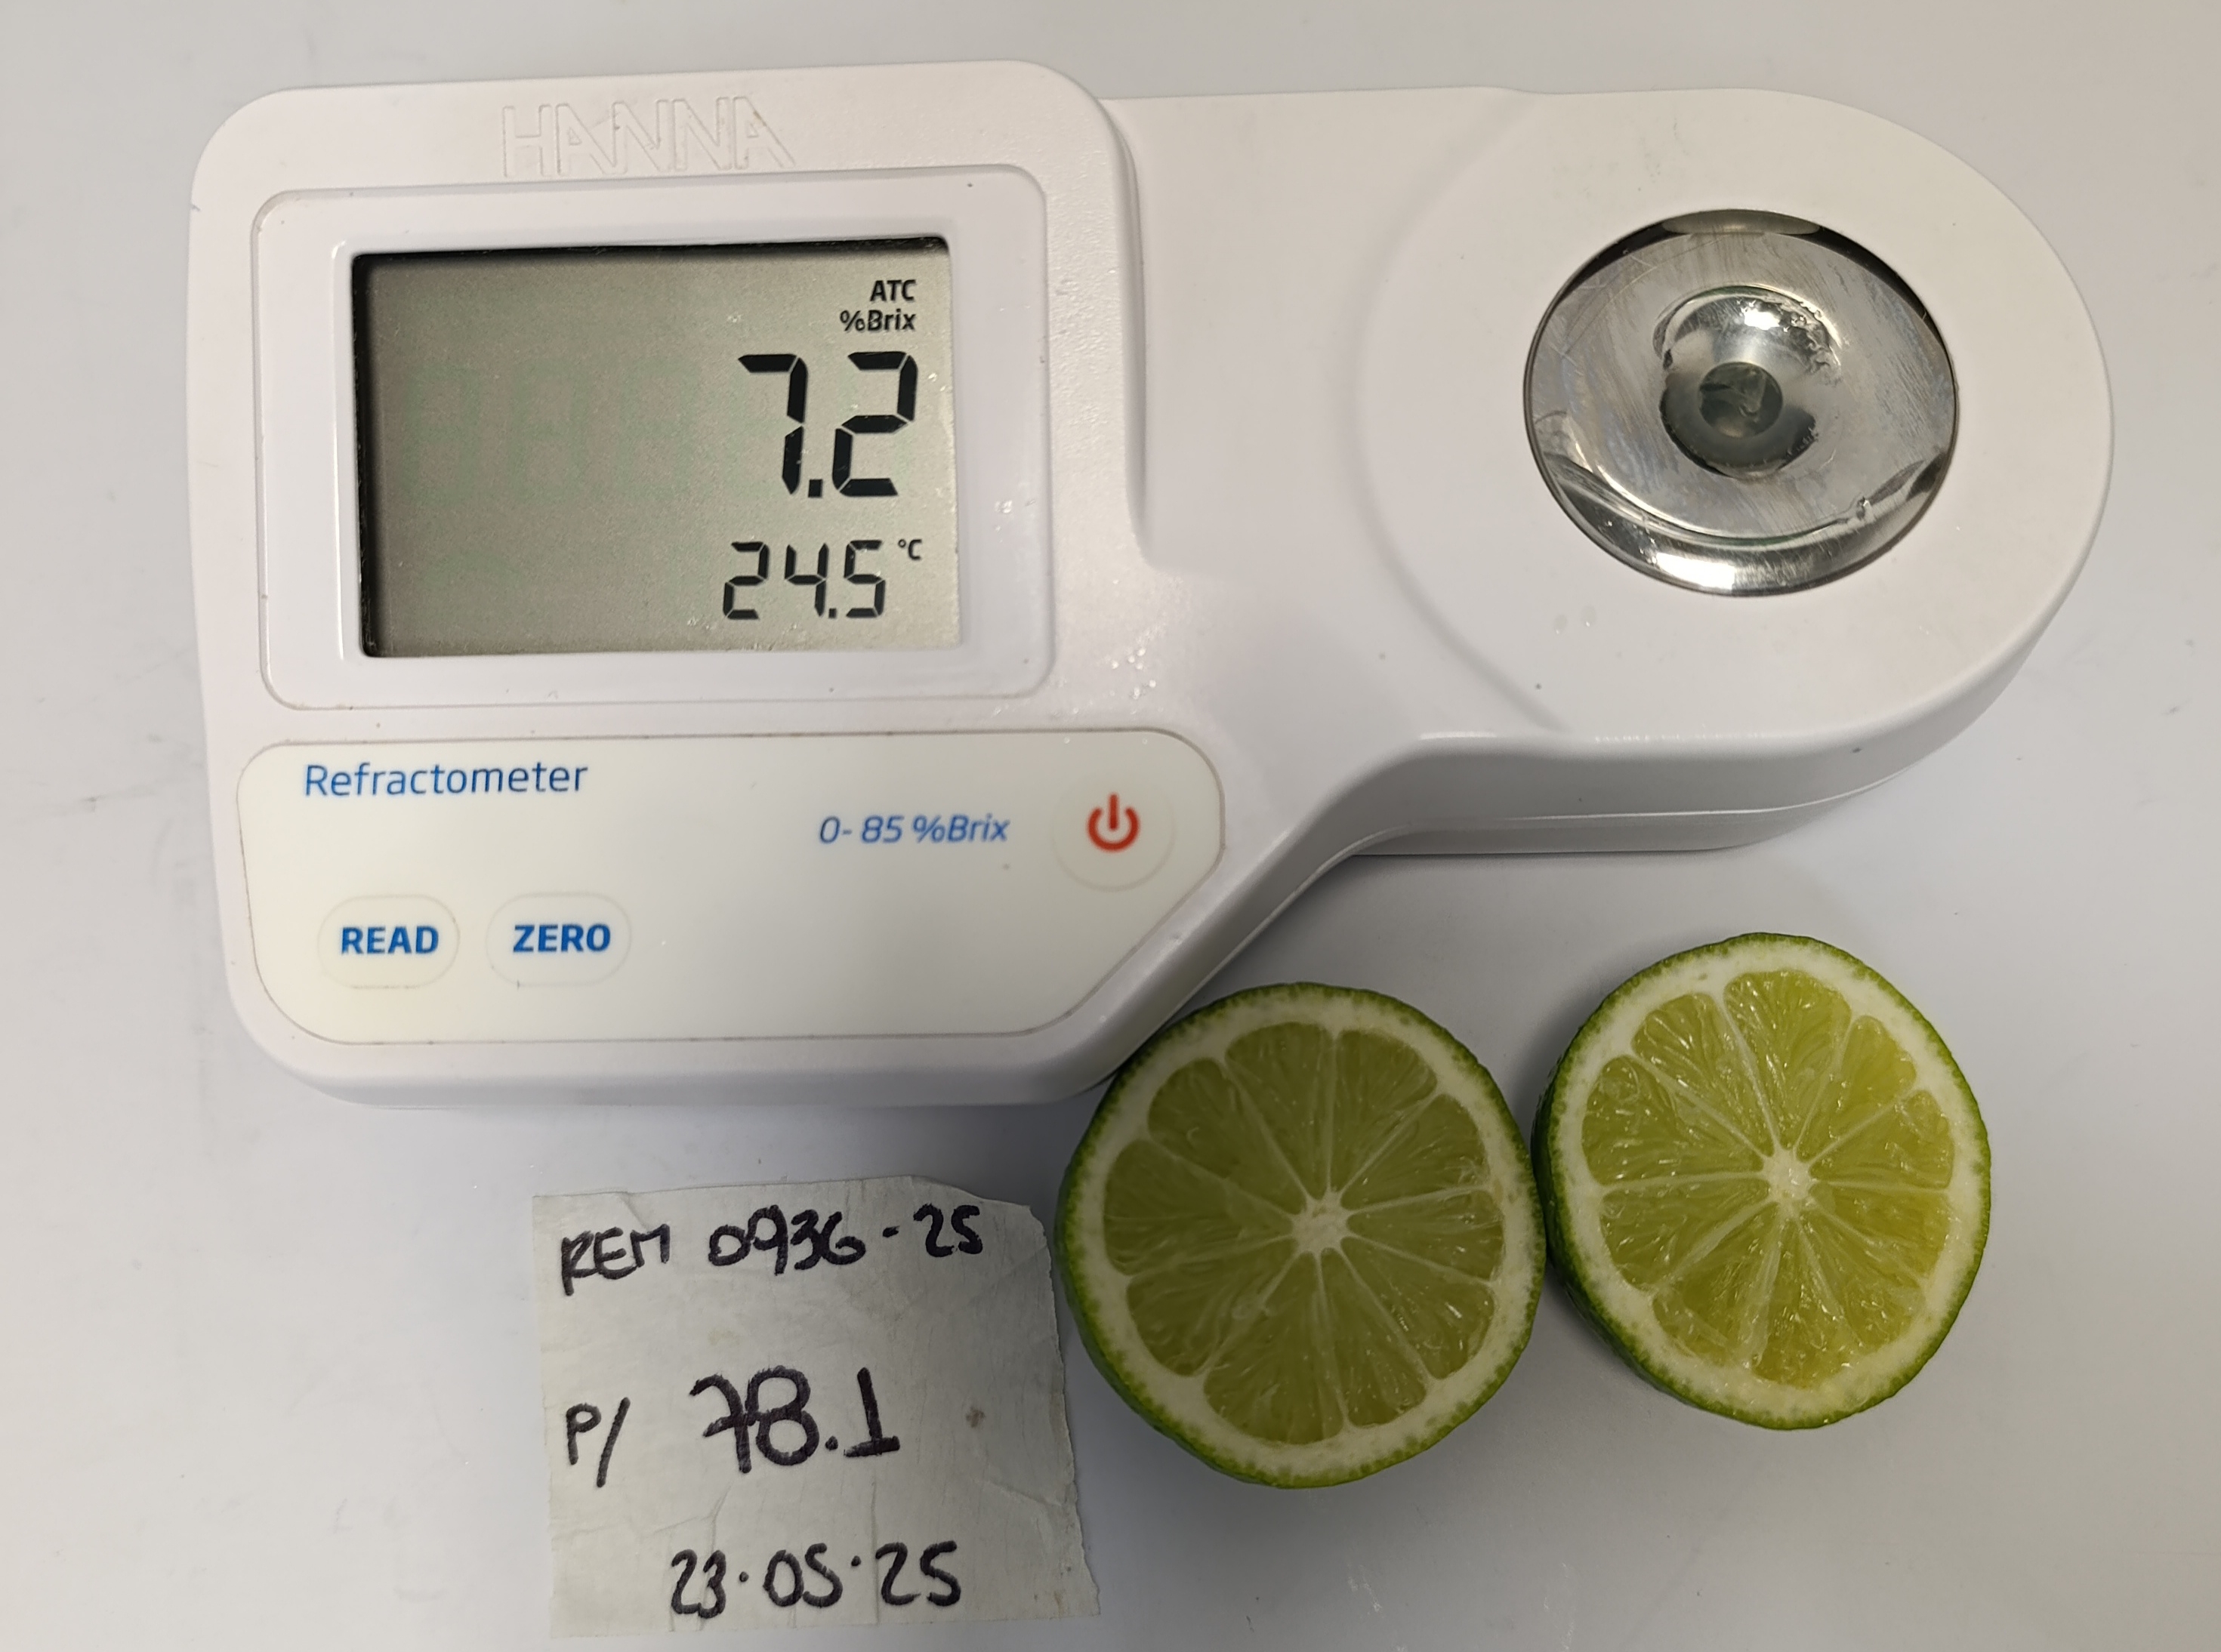 HANNA
ATC
%Brix
7.2
24.5 °C
Refractometer
0-85 %Brix
READ ZERO
REM 0936-25
P/ 78.1
23.05.25